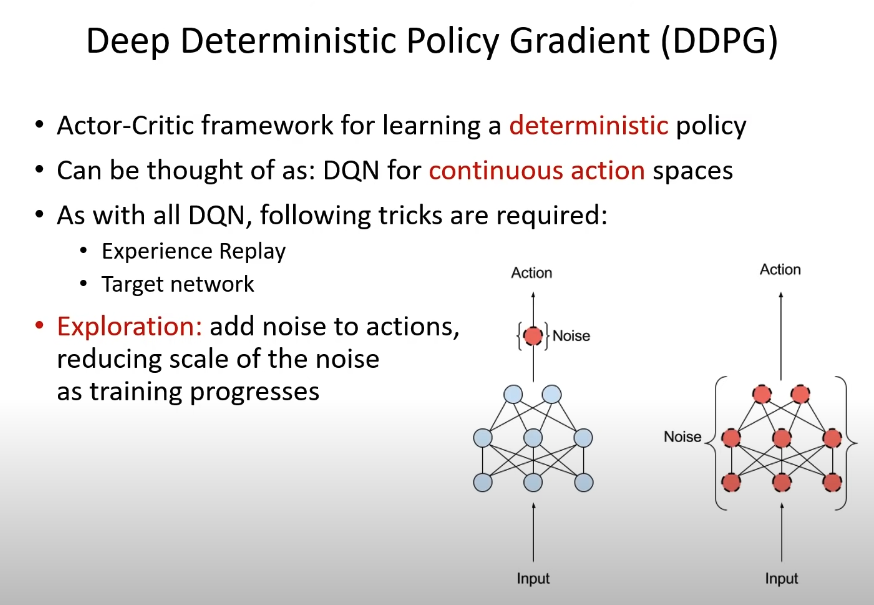 Deep Deterministic Policy Gradient (DDPG)
• Actor-Critic framework for learning a deterministic policy
• Can be thought of as: DQN for continuous action spaces
• As with all DQN, following tricks are required:
• Experience Replay
• Target network
• Exploration: add noise to actions,
reducing scale of the noise
as training progresses
Action
Noise
Input
Action
Noise
Input